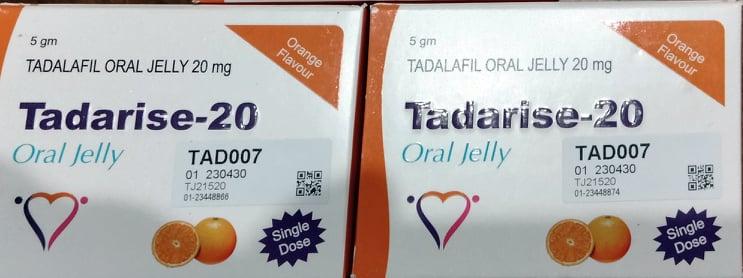 5 gm
Orange
Flavour
TADALAFIL ORAL JELLY 20 mg
Tadarise-20
Oral Jelly
TAD007
01 230430
TJ21520
01-23448866
Single
Dose
5 gm
Orange
Flavour
TADALAFIL ORAL JELLY 20 mg
Tadarise-20
Oral Jelly
TAD007
01 230430
TJ21520
01-23448874
Single
Dose